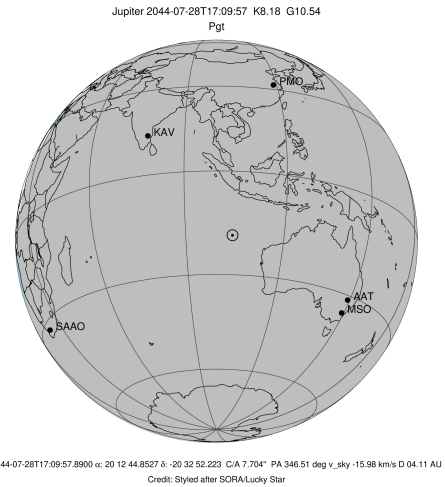 Jupiter 2044-07-28T17:09:57  K8.18  G10.54
Pgt
PMO
KAV
AAT
MSO
SAAO
44-07-28T17:09:57.8900 α: 20 12 44.8527 δ: -20 32 52.223  C/A 7.704"  PA 346.51 deg v_sky -15.98 km/s D 04.11 AU
Credit: Styled after SORA/Lucky Star